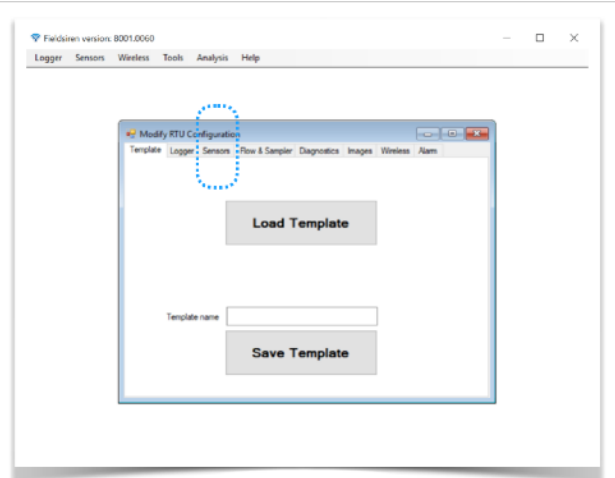 Fieldsiren version: 8001.0060
Logger Sensors Wireless Tools Analysis Help
Modify RTU Configuration
Template Logger Sensors Flow & Sampler Diagnostics Images Wireless Alarm
Load Template
Template name
Save Template